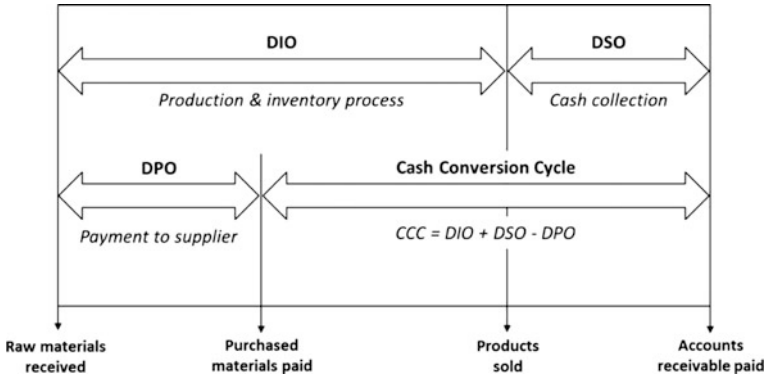 DIO
DSO
Production & inventory process
Cash collection
DPO
Cash Conversion Cycle
Payment to supplier
CCC = DIO + DSO - DPO
Raw materials
received
Purchased
materials paid
Products
sold
Accounts
receivable paid